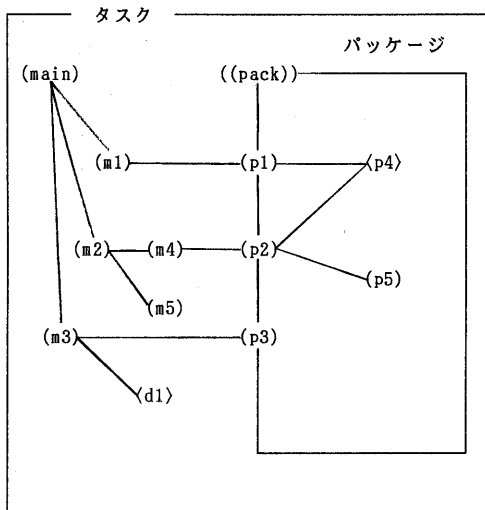 タスク
パッケージ
(main) ((pack))
(m1) (p1) (p4〉
(m2) (m4) (p2) (p5)
(m5)
(m3) (p3)
〈d1〉